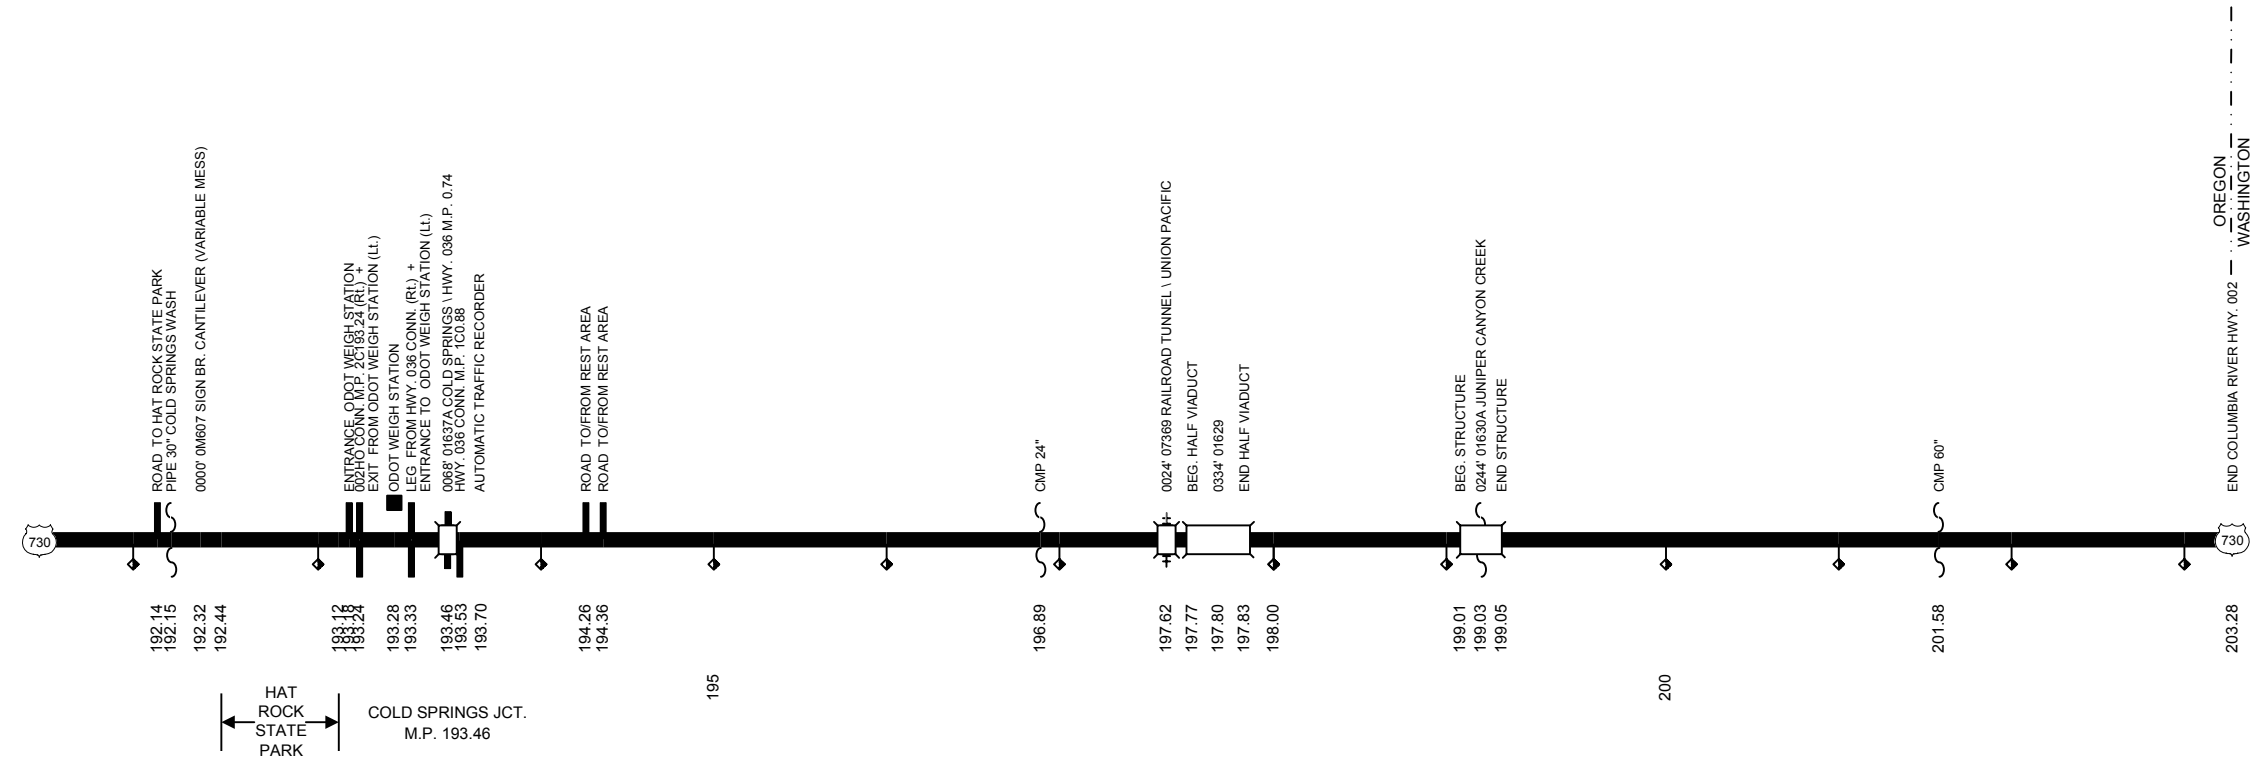 730
ROAD TO HAT ROCK STATE PARK
PIPE 30" COLD SPRINGS WASH
0000' 0M607 SIGN BR. CANTILEVER (VARIABLE MESS)
ENTRANCE ODOT WEIGH STATION
002HO CONN. M.P. 2C193.24 (Rt.) +
EXIT FROM ODOT WEIGH STATION (Lt.)
ODOT WEIGH STATION
LEG FROM HWY. 036 CONN. (Rt.) +
ENTRANCE TO ODOT WEIGH STATION (Lt.)
0068' 01637A COLD SPRINGS \ HWY. 036 M.P. 0.74
HWY. 036 CONN. M.P. 1C0.88
AUTOMATIC TRAFFIC RECORDER
ROAD TO/FROM REST AREA
ROAD TO/FROM REST AREA
CMP 24"
0024' 07369 RAILROAD TUNNEL \ UNION PACIFIC
BEG. HALF VIADUCT
0334' 01629
END HALF VIADUCT
BEG. STRUCTURE
0244' 01630A JUNIPER CANYON CREEK
END STRUCTURE
CMP 60"
END COLUMBIA RIVER HWY. 002
OREGON
WASHINGTON
730
192.14
192.15
192.32
192.44
193.12
193.18
193.24
193.28
193.33
193.46
193.53
193.70
194.26
194.36
196.89
197.62
197.77
197.80
197.83
198.00
199.01
199.03
199.05
201.58
203.28
195
200
HAT
ROCK
STATE
PARK
COLD SPRINGS JCT.
M.P. 193.46